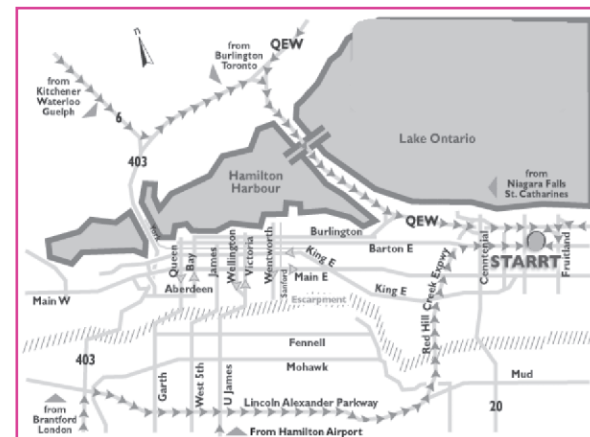 n
from
Burlington
Toronto
QEW
from
Kitchener
Waterloo
Guelph
6
403
Lake Ontario
Hamilton
Harbour
from
Niagara Falls
St. Catharines
York
QEW
Burlington
Barton E
Queen
Bay
James
Wellington
Victoria
Wentworth
Sanford
King E
Main E
King E
Centennial
STARRT
Fruitland
Aberdeen
Main W
Escarpment
Red Hill Creek Expwy
403
Fennell
Mohawk
Garth
West 5th
U James
Mud
Lincoln Alexander Parkway
20
from
Brantford
London
From Hamilton Airport